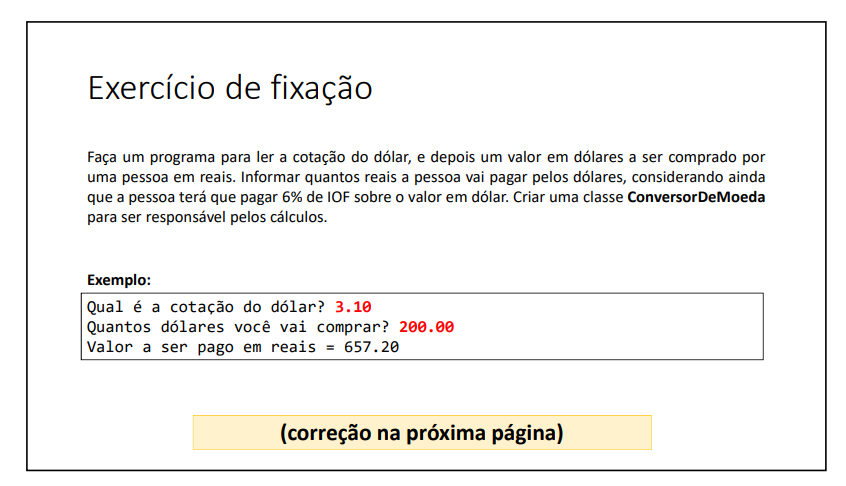 Exercício de fixação
Faça um programa para ler a cotação do dólar, e depois um valor em dólares a ser comprado por
uma pessoa em reais. Informar quantos reais a pessoa vai pagar pelos dólares, considerando ainda
que a pessoa terá que pagar 6% de IOF sobre o valor em dólar. Criar uma classe ConversorDeMoeda
para ser responsável pelos cálculos.
Exemplo:
Qual é a cotação do dólar? 3.10
Quantos dólares você vai comprar? 200.00
Valor a ser pago em reais = 657.20
(correção na próxima página)